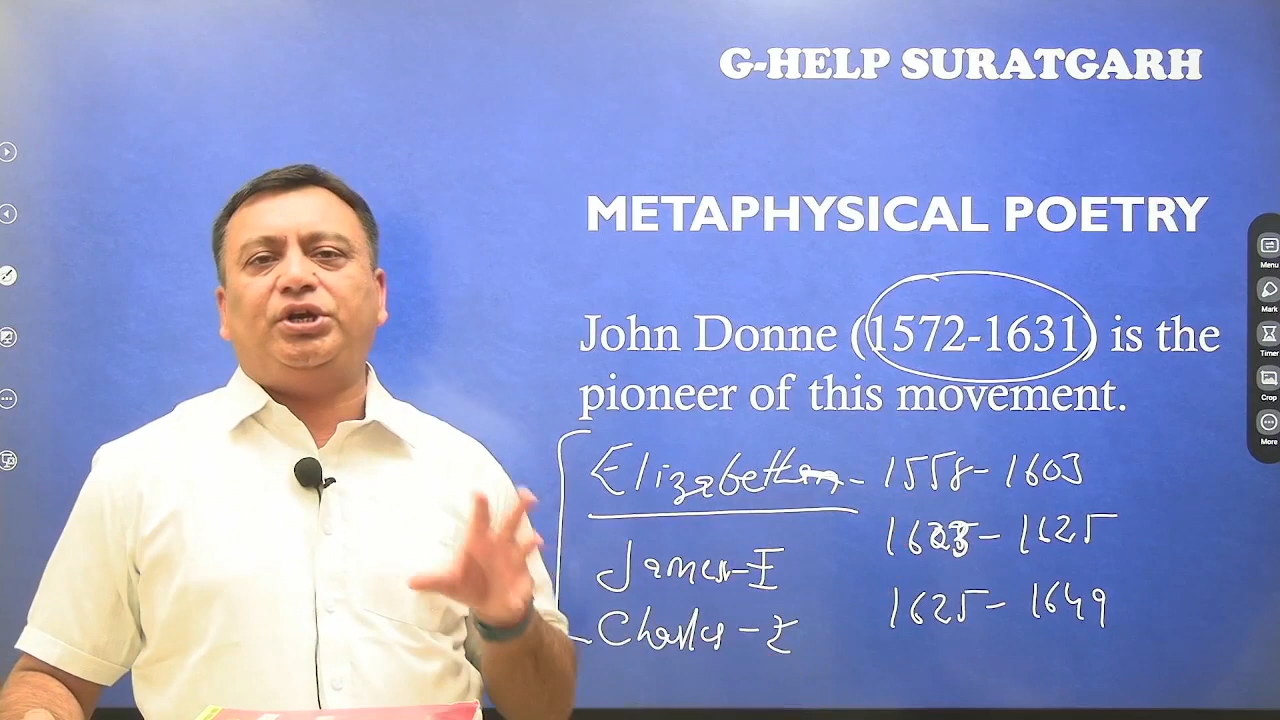 G-HELP SURATGARH
METAPHYSICAL POETRY
John Donne (1572-1631) is the
pioneer of this movement.
Elizabethan - 1558 - 1603
James-I 1603 - 1625
Charles - I 1625 - 1649
Menu
Mark
Timer
Crop
More